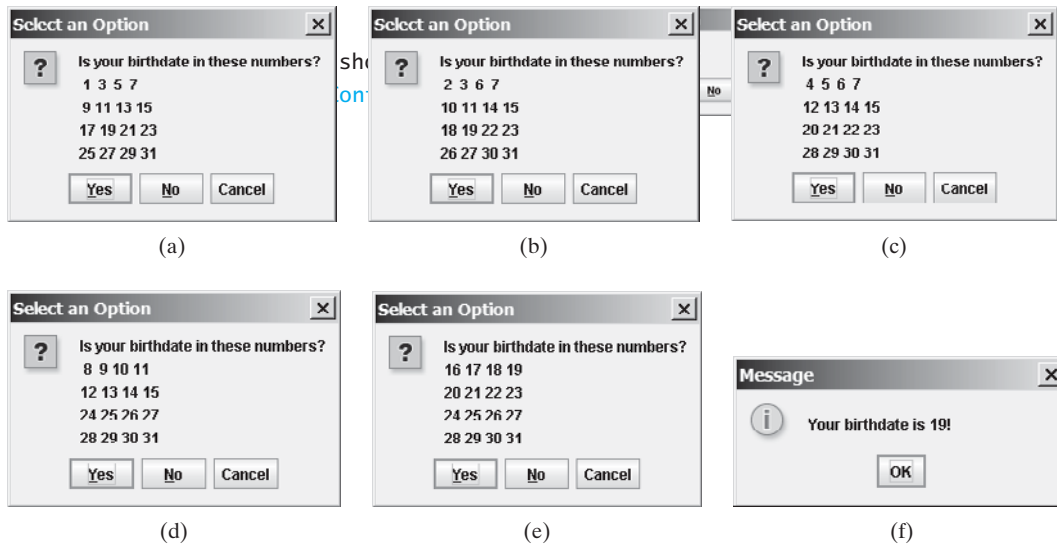 Select an Option
Is your birthdate in these numbers?
1 3 5 7
9 11 13 15
17 19 21 23
25 27 29 31
Yes No Cancel
(a)
sho
Select an Option
Is your birthdate in these numbers?
2 3 6 7
10 11 14 15
18 19 22 23
26 27 30 31
Yes No Cancel
(b)
No
Select an Option
Is your birthdate in these numbers?
4 5 6 7
12 13 14 15
20 21 22 23
28 29 30 31
Yes No Cancel
(c)
Select an Option
Is your birthdate in these numbers?
8 9 10 11
12 13 14 15
24 25 26 27
28 29 30 31
Yes No Cancel
(d)
Select an Option
Is your birthdate in these numbers?
16 17 18 19
20 21 22 23
24 25 26 27
28 29 30 31
Yes No Cancel
(e)
Message
Your birthdate is 19!
OK
(f)